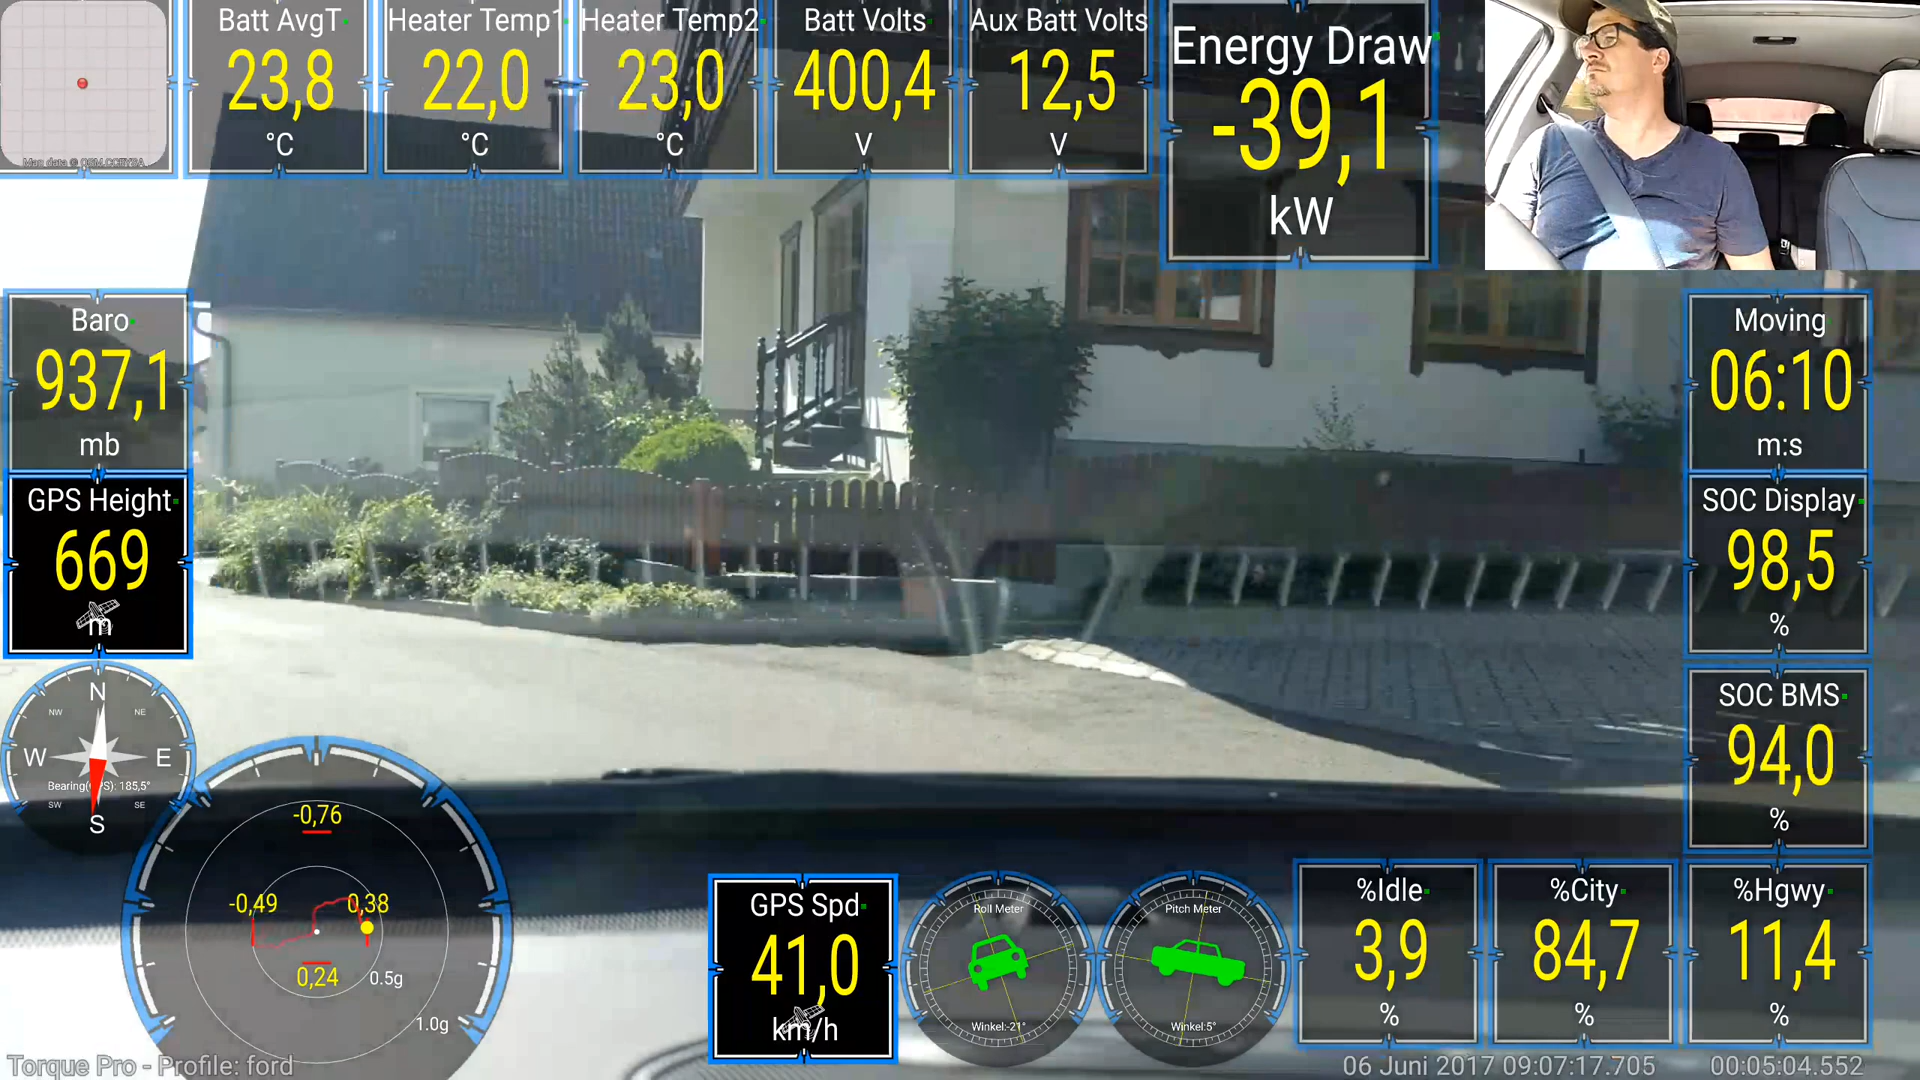 Batt AvgT
23,8
°C
Heater Temp1
22,0
°C
Heater Temp2
23,0
°C
Batt Volts
400,4
V
Aux Batt Volts
12,5
V
Energy Draw
-39,1
kW
Baro
937,1
mb
GPS Height
669
m
Moving
06:10
m:s
SOC Display
98,5
%
SOC BMS
94,0
%
N
NW
NE
W
E
SW
SE
S
-0,76
-0,49
0,38
0,24
0.5g
1.0g
GPS Spd
41,0
km/h
Roll Meter
Winkel:-21°
Pitch Meter
Winkel:5°
%Idle
3,9
%
%City
84,7
%
%Hgwy
11,4
%
Torque Pro - Profile: ford
06 Juni 2017 09:07:17.705
00:05:04.552